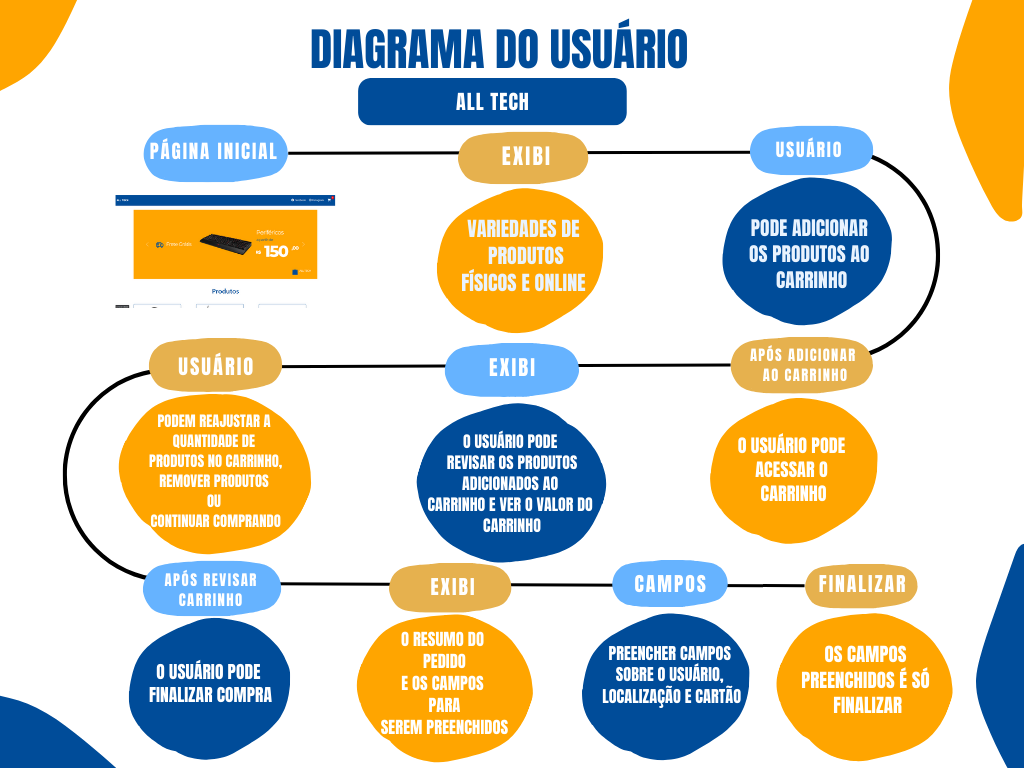 DIAGRAMA DO USUÁRIO
ALL TECH
PÁGINA INICIAL
EXIBI
USUÁRIO
Periféricos
R$ 150
Produtos
VARIEDADES DE
PRODUTOS
FÍSICOS E ONLINE
PODE ADICIONAR
OS PRODUTOS AO
CARRINHO
USUÁRIO
EXIBI
APÓS ADICIONAR
AO CARRINHO
PODEM REAJUSTAR A
QUANTIDADE DE
PRODUTOS NO CARRINHO,
REMOVER PRODUTOS
OU
CONTINUAR COMPRANDO
O USUÁRIO PODE
REVISAR OS PRODUTOS
ADICIONADOS AO
CARRINHO E VER O VALOR DO
CARRINHO
O USUÁRIO PODE
ACESSAR O
CARRINHO
APÓS REVISAR
CARRINHO
EXIBI
CAMPOS
FINALIZAR
O USUÁRIO PODE
FINALIZAR COMPRA
O RESUMO DO
PEDIDO
E OS CAMPOS
PARA
SEREM PREENCHIDOS
PREENCHER CAMPOS
SOBRE O USUÁRIO,
LOCALIZAÇÃO E CARTÃO
OS CAMPOS
PREENCHIDOS É SÓ
FINALIZAR